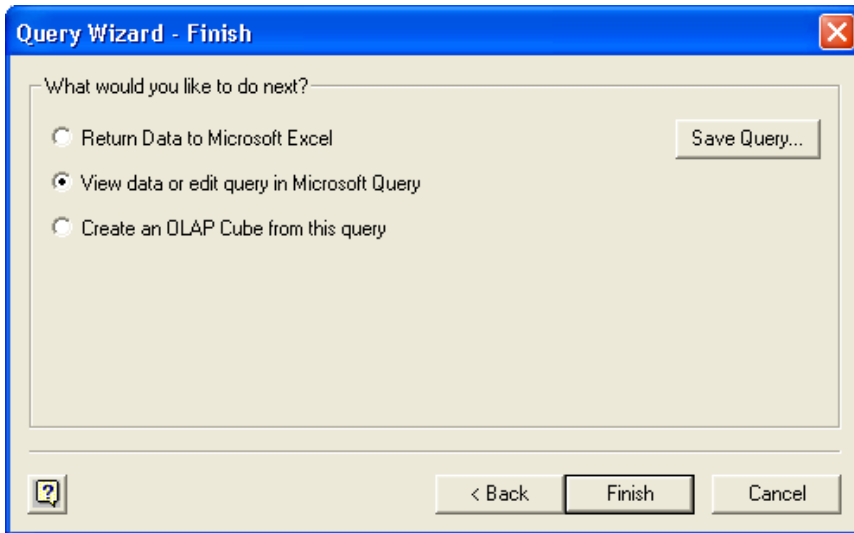 Query Wizard - Finish
What would you like to do next?
Return Data to Microsoft Excel
Save Query...
View data or edit query in Microsoft Query
Create an OLAP Cube from this query
?
< Back
Finish
Cancel